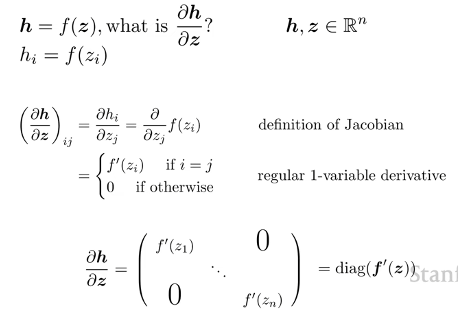 h = f(z), what is ∂h/∂z? h, z ∈ ℝⁿ
hᵢ = f(zᵢ)
(∂h/∂z)ᵢⱼ = ∂hᵢ/∂zⱼ = ∂/∂zⱼ f(zᵢ) definition of Jacobian
= { f′(zᵢ) if i = j
0 if otherwise
regular 1-variable derivative
∂h/∂z = ( f′(z₁) 0
⋱
0 f′(zₙ) ) = diag(f′(z))
Stanf